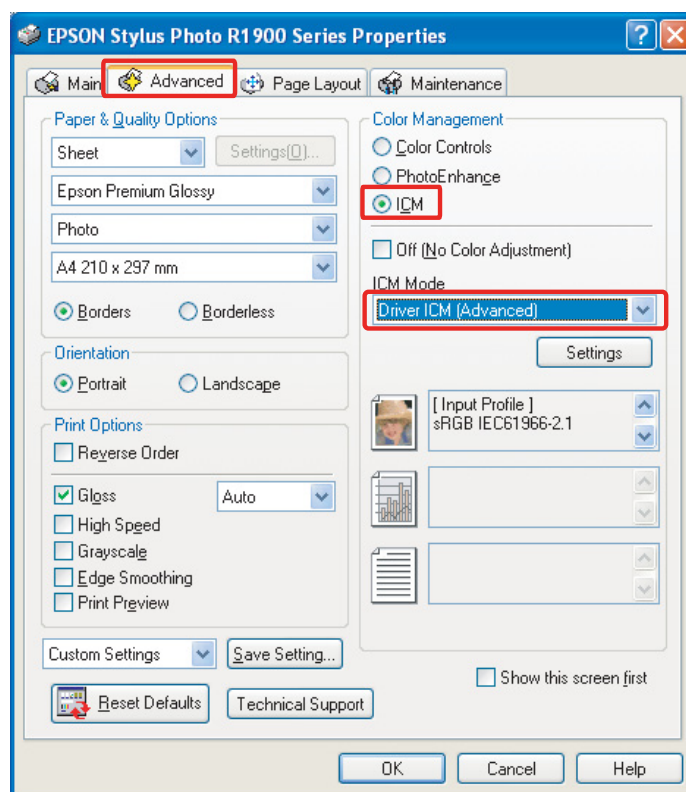 EPSON Stylus Photo R1900 Series Properties
Main Advanced Page Layout Maintenance
Paper & Quality Options
Sheet Settings(O)...
Epson Premium Glossy
Photo
A4 210 x 297 mm
Borders Borderless
Orientation
Portrait Landscape
Print Options
Reverse Order
Gloss Auto
High Speed
Grayscale
Edge Smoothing
Print Preview
Custom Settings Save Setting...
Reset Defaults Technical Support
Color Management
Color Controls
PhotoEnhance
ICM
Off (No Color Adjustment)
ICM Mode
Driver ICM (Advanced)
Settings
[ Input Profile ]
sRGB IEC61966-2.1
Show this screen first
OK Cancel Help